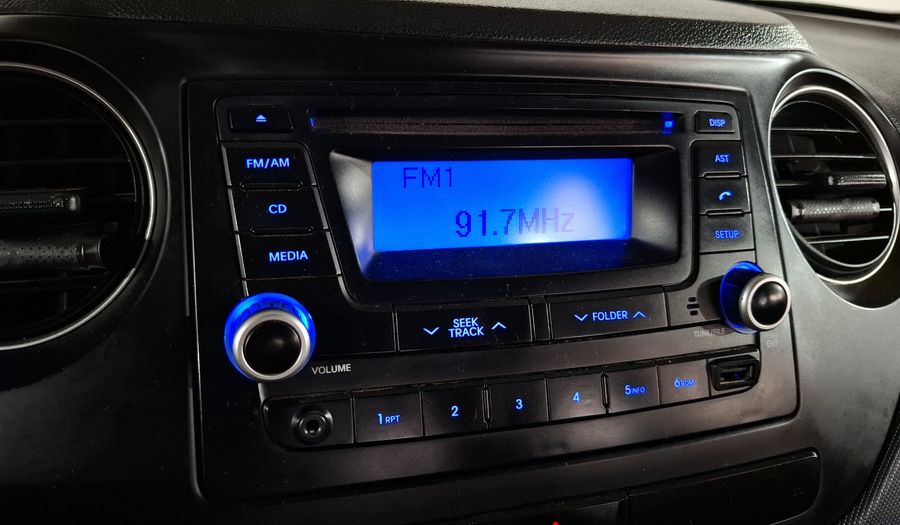 DISP
FM/AM
AST
CD
MEDIA
SETUP
FM1
91.7MHz
SEEK
TRACK
FOLDER
VOLUME
TUNE/FILE
1 RPT
2
3
4
5 INFO
6 RDM